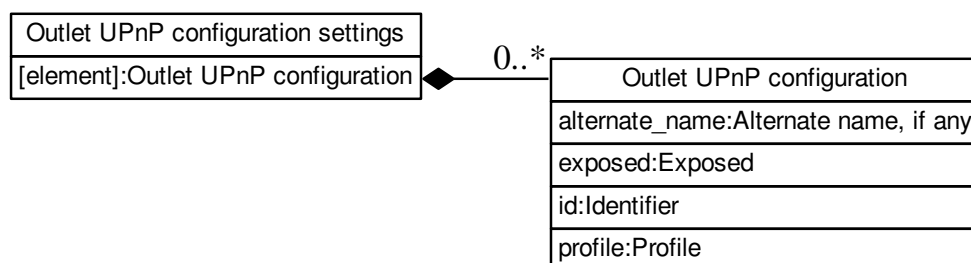 Outlet UPnP configuration settings
[element]:Outlet UPnP configuration
0..*
Outlet UPnP configuration
alternate_name:Alternate name, if any
exposed:Exposed
id:Identifier
profile:Profile